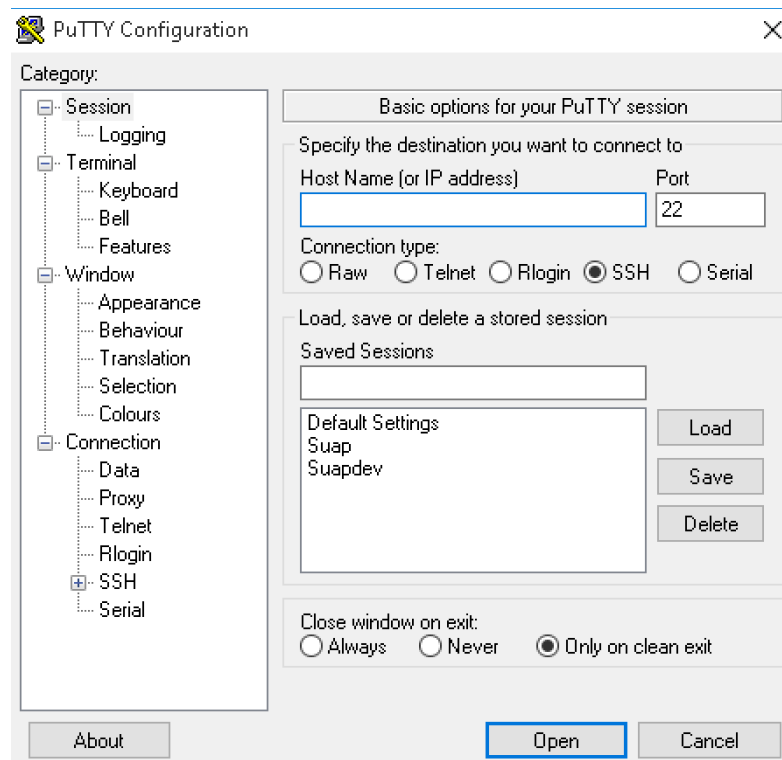 PuTTY Configuration
Category:
Session
Logging
Terminal
Keyboard
Bell
Features
Window
Appearance
Behaviour
Translation
Selection
Colours
Connection
Data
Proxy
Telnet
Rlogin
SSH
Serial
Basic options for your PuTTY session
Specify the destination you want to connect to
Host Name (or IP address) Port
22
Connection type:
Raw Telnet Rlogin SSH Serial
Load, save or delete a stored session
Saved Sessions
Default Settings
Suap
Suapdev
Load
Save
Delete
Close window on exit:
Always Never Only on clean exit
About Open Cancel